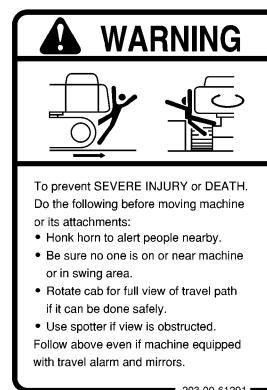 WARNING
To prevent SEVERE INJURY or DEATH.
Do the following before moving machine
or its attachments:
• Honk horn to alert people nearby.
• Be sure no one is on or near machine
or in swing area.
• Rotate cab for full view of travel path
if it can be done safely.
• Use spotter if view is obstructed.
Follow above even if machine equipped
with travel alarm and mirrors.